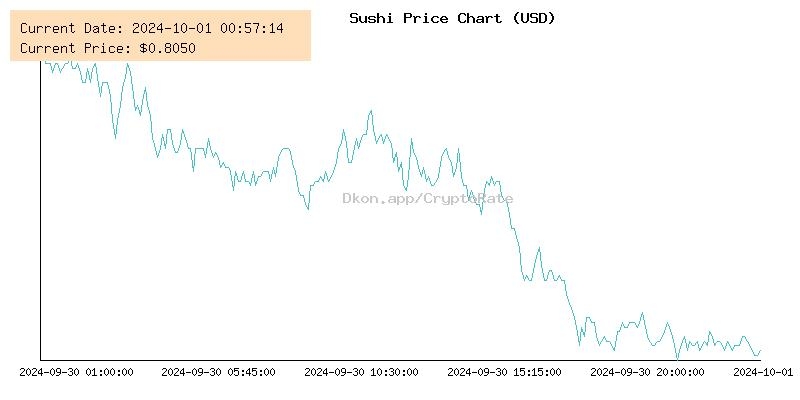 Sushi Price Chart (USD)
Current Date: 2024-10-01 00:57:14
Current Price: $0.8050
Dkon.app/CryptoRate
2024-09-30 01:00:00 2024-09-30 05:45:00 2024-09-30 10:30:00 2024-09-30 15:15:00 2024-09-30 20:00:00 2024-10-01